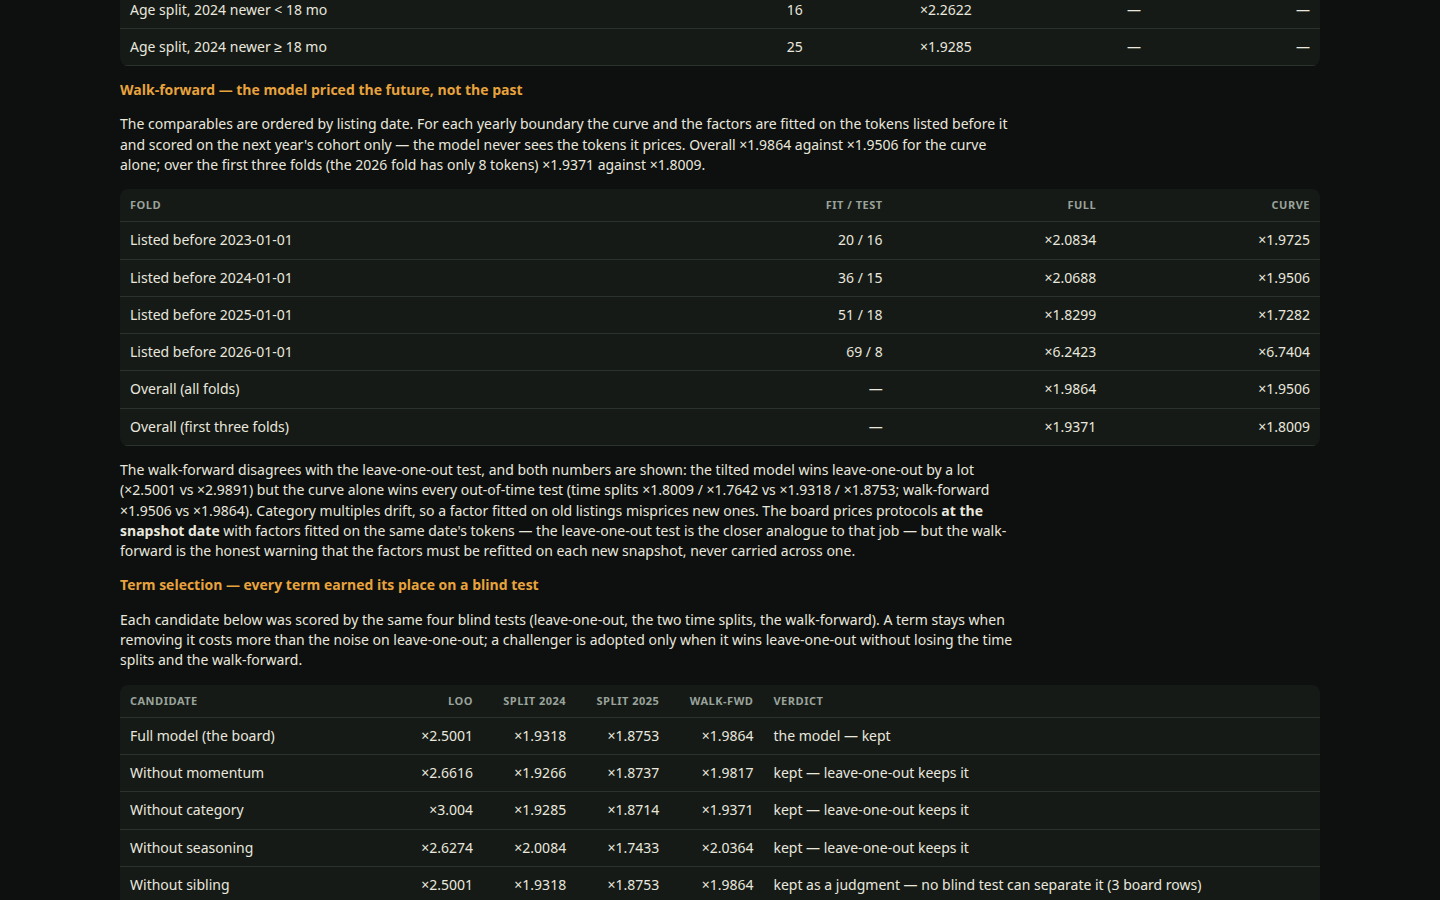 Age split, 2024 newer < 18 mo 16 ×2.2622 — —
Age split, 2024 newer ≥ 18 mo 25 ×1.9285 — —
Walk-forward — the model priced the future, not the past
The comparables are ordered by listing date. For each yearly boundary the curve and the factors are fitted on the tokens listed before it
and scored on the next year's cohort only — the model never sees the tokens it prices. Overall ×1.9864 against ×1.9506 for the curve
alone; over the first three folds (the 2026 fold has only 8 tokens) ×1.9371 against ×1.8009.
FOLD FIT / TEST FULL CURVE
Listed before 2023-01-01 20 / 16 ×2.0834 ×1.9725
Listed before 2024-01-01 36 / 15 ×2.0688 ×1.9506
Listed before 2025-01-01 51 / 18 ×1.8299 ×1.7282
Listed before 2026-01-01 69 / 8 ×6.2423 ×6.7404
Overall (all folds) — ×1.9864 ×1.9506
Overall (first three folds) — ×1.9371 ×1.8009
The walk-forward disagrees with the leave-one-out test, and both numbers are shown: the tilted model wins leave-one-out by a lot
(×2.5001 vs ×2.9891) but the curve alone wins every out-of-time test (time splits ×1.8009 / ×1.7642 vs ×1.9318 / ×1.8753; walk-forward
×1.9506 vs ×1.9864). Category multiples drift, so a factor fitted on old listings misprices new ones. The board prices protocols at the
snapshot date with factors fitted on the same date's tokens — the leave-one-out test is the closer analogue to that job — but the walk-
forward is the honest warning that the factors must be refitted on each new snapshot, never carried across one.
Term selection — every term earned its place on a blind test
Each candidate below was scored by the same four blind tests (leave-one-out, the two time splits, the walk-forward). A term stays when
removing it costs more than the noise on leave-one-out; a challenger is adopted only when it wins leave-one-out without losing the time
splits and the walk-forward.
CANDIDATE LOO SPLIT 2024 SPLIT 2025 WALK-FWD VERDICT
Full model (the board) ×2.5001 ×1.9318 ×1.8753 ×1.9864 the model — kept
Without momentum ×2.6616 ×1.9266 ×1.8737 ×1.9817 kept — leave-one-out keeps it
Without category ×3.004 ×1.9285 ×1.8714 ×1.9371 kept — leave-one-out keeps it
Without seasoning ×2.6274 ×2.0084 ×1.7433 ×2.0364 kept — leave-one-out keeps it
Without sibling ×2.5001 ×1.9318 ×1.8753 ×1.9864 kept as a judgment — no blind test can separate it (3 board rows)